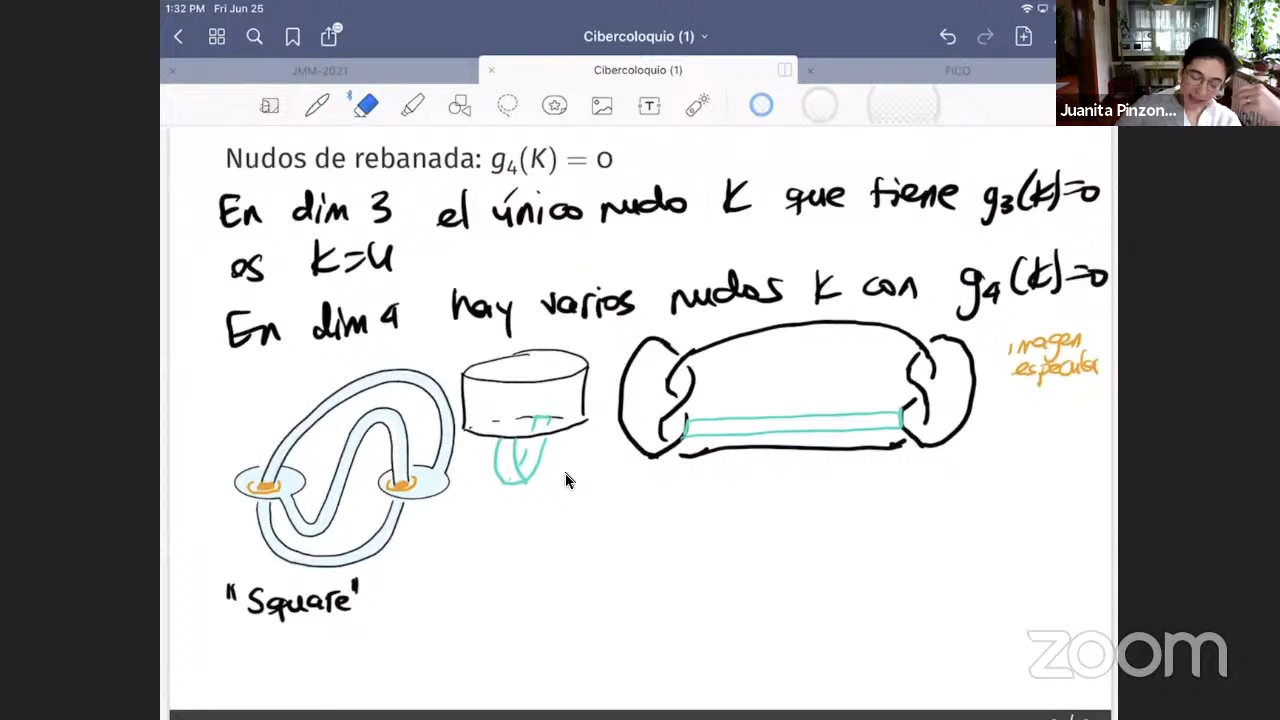 1:32 PM Fri Jun 25
Cibercoloquio (1)
JMM-2021
Cibercoloquio (1)
FICO
Juanita Pinzon...
Nudos de rebanada: g₄(K) = 0
En dim 3 el único nudo K que tiene g₃(K)=0
es K=U
En dim 4 hay varios nudos K con g₄(K)=0
imagen
especular
"Square"
zoom